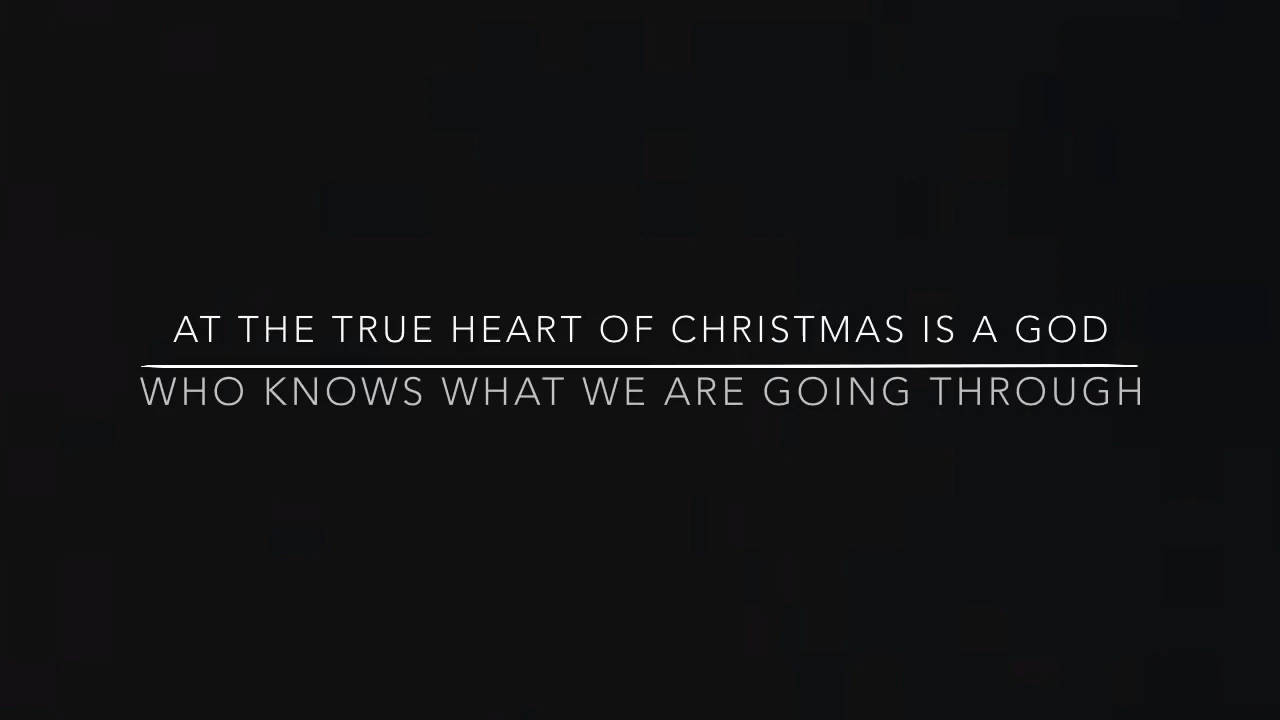 AT THE TRUE HEART OF CHRISTMAS IS A GOD
WHO KNOWS WHAT WE ARE GOING THROUGH